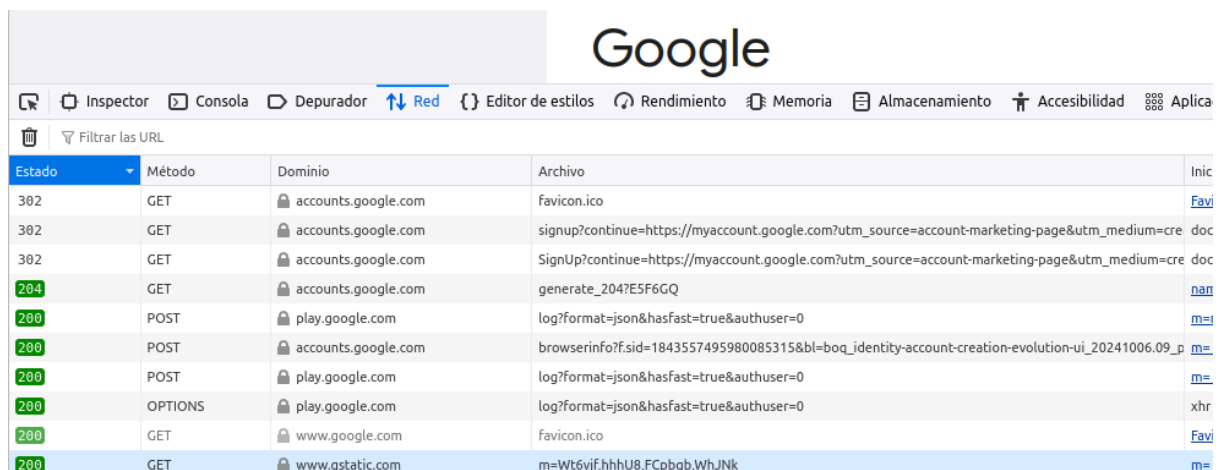 Google
Inspector Consola Depurador Red Editor de estilos Rendimiento Memoria Almacenamiento Accesibilidad Aplica
Filtrar las URL
Estado Método Dominio Archivo Inic
302 GET accounts.google.com favicon.ico Favi
302 GET accounts.google.com signup?continue=https://myaccount.google.com?utm_source=account-marketing-page&utm_medium=cre doc
302 GET accounts.google.com SignUp?continue=https://myaccount.google.com?utm_source=account-marketing-page&utm_medium=cre doc
204 GET accounts.google.com generate_204?E5F6GQ nam
200 POST play.google.com log?format=json&hasfast=true&authuser=0
200 POST accounts.google.com browserinfo?f.sid=1843557495980085315&bl=boq_identity-account-creation-evolution-ui_20241006.09_p m=
200 POST play.google.com log?format=json&hasfast=true&authuser=0 m=
200 OPTIONS play.google.com log?format=json&hasfast=true&authuser=0 xhr
200 GET www.google.com favicon.ico Favi
200 GET www.gstatic.com m=Wt6vjf,hhhU8,FCpbqb,WhJNk m=